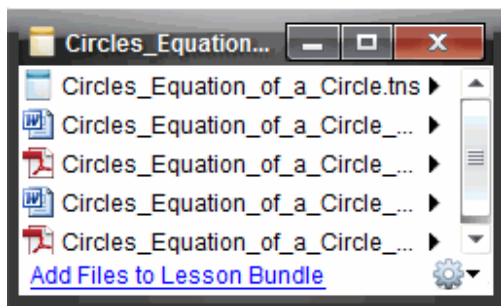 Circles_Equation...
Circles_Equation_of_a_Circle.tns
Circles_Equation_of_a_Circle_...
Circles_Equation_of_a_Circle_...
Circles_Equation_of_a_Circle_...
Circles_Equation_of_a_Circle_...
Add Files to Lesson Bundle